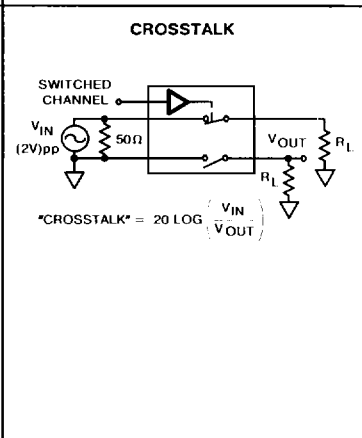 CROSSTALK
SWITCHED
CHANNEL
VIN
(2V)pp
50Ω
VOUT
RL
RL
"CROSSTALK" = 20 LOG (VIN / VOUT)